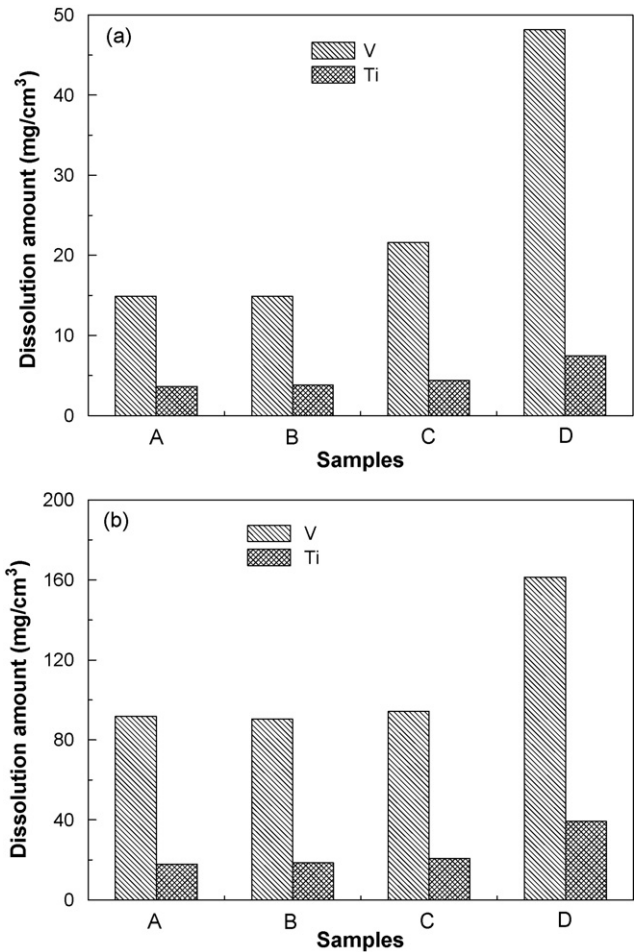 (a)
V
Ti
50
40
30
20
10
0
Dissolution amount (mg/cm³)
A B C D
Samples
(b)
V
Ti
200
160
120
80
40
0
Dissolution amount (mg/cm³)
A B C D
Samples